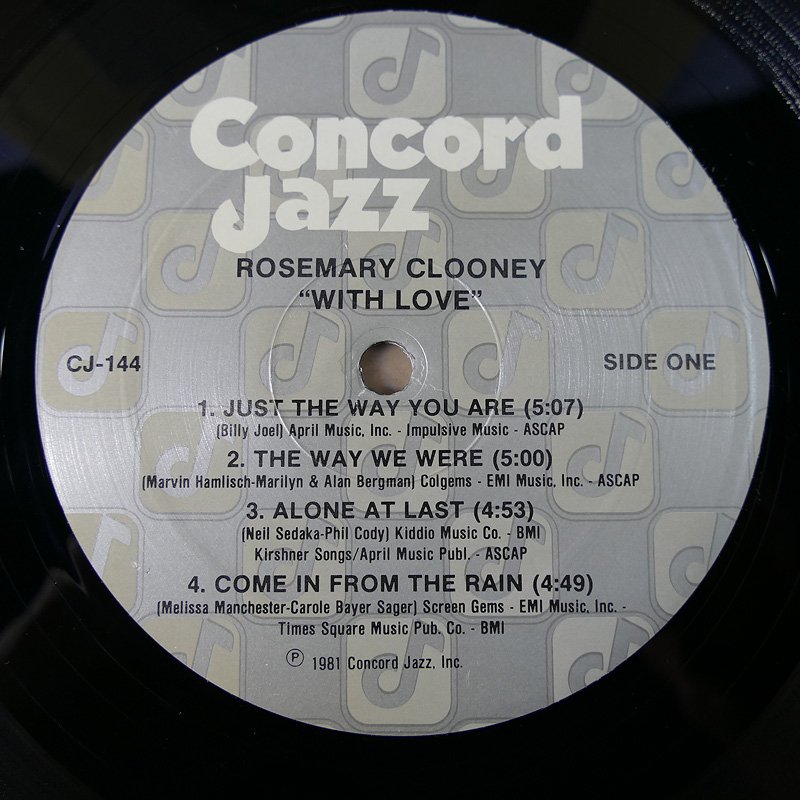 Concord
Jazz
ROSEMARY CLOONEY
"WITH LOVE"
CJ-144
SIDE ONE
1. JUST THE WAY YOU ARE (5:07)
(Billy Joel) April Music, Inc. - Impulsive Music - ASCAP
2. THE WAY WE WERE (5:00)
(Marvin Hamlisch-Marilyn & Alan Bergman) Colgems - EMI Music, Inc. - ASCAP
3. ALONE AT LAST (4:53)
(Neil Sedaka-Phil Cody) Kiddio Music Co. - BMI
Kirshner Songs/April Music Publ. - ASCAP
4. COME IN FROM THE RAIN (4:49)
(Melissa Manchester-Carole Bayer Sager) Screen Gems - EMI Music, Inc. -
Times Square Music Pub. Co. - BMI
℗ 1981 Concord Jazz, Inc.